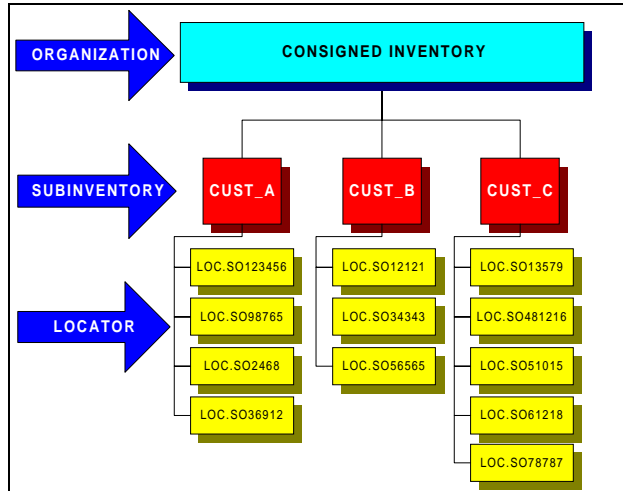 ORGANIZATION
CONSIGNED INVENTORY
SUBINVENTORY
CUST_A
CUST_B
CUST_C
LOCATOR
LOC.SO123456
LOC.SO98765
LOC.SO2468
LOC.SO36912
LOC.SO12121
LOC.SO34343
LOC.SO56565
LOC.SO13579
LOC.SO481216
LOC.SO51015
LOC.SO61218
LOC.SO78787